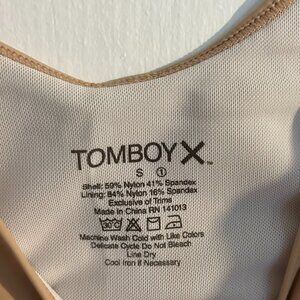 TOMBOYX™
S 1
Shell: 59% Nylon 41% Spandex
Lining: 84% Nylon 16% Spandex
Exclusive of Trims
Made in China RN 141013
Machine Wash Cold with Like Colors
Delicate Cycle Do Not Bleach
Line Dry
Cool Iron if Necessary